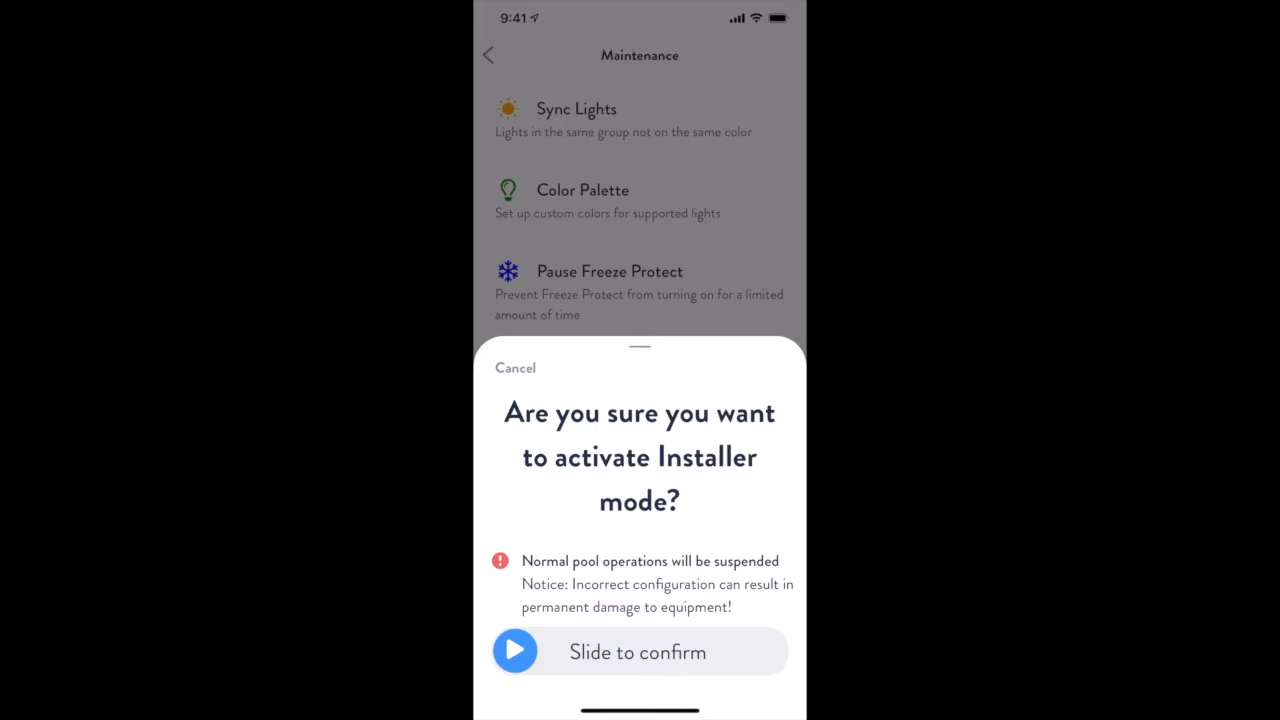 9:41
Maintenance
Sync Lights
Lights in the same group not on the same color
Color Palette
Set up custom colors for supported lights
Pause Freeze Protect
Prevent Freeze Protect from turning on for a limited
amount of time
Cancel
Are you sure you want
to activate Installer
mode?
Normal pool operations will be suspended
Notice: Incorrect configuration can result in
permanent damage to equipment!
Slide to confirm